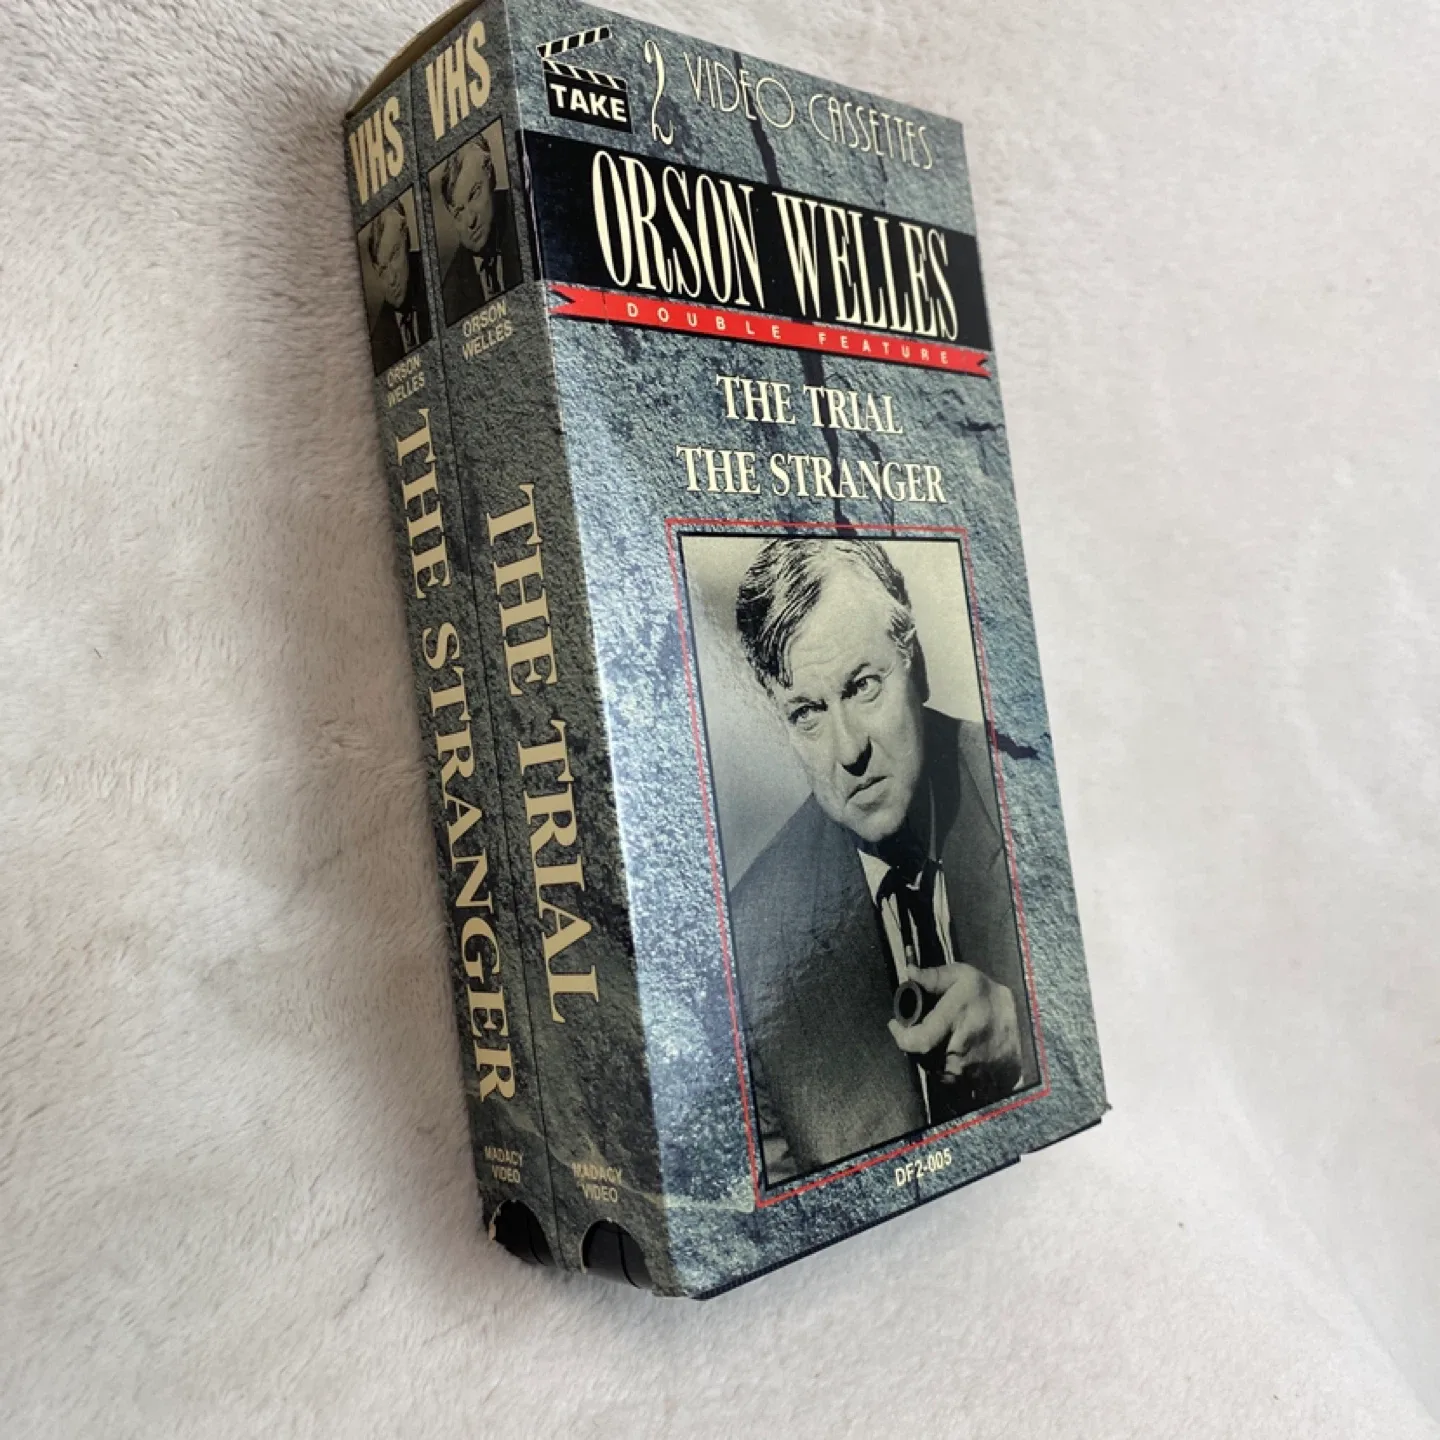 TAKE 2 VIDEO CASSETTES
ORSON WELLES
DOUBLE FEATURE
THE TRIAL
THE STRANGER
DF2-005
VHS
ORSON
WELLES
THE STRANGER
MADACY
VIDEO
VHS
ORSON
WELLES
THE TRIAL
MADACY
VIDEO